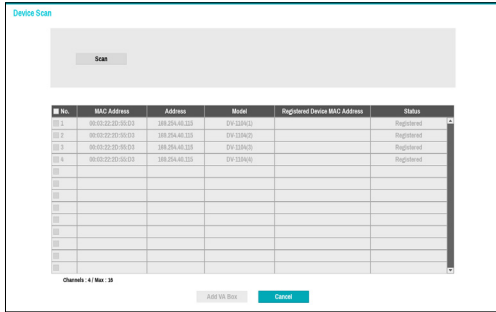 Device Scan
Scan
No. MAC Address Address Model Registered Device MAC Address Status
1 00:03:22:2D:55:D3 169.254.40.115 DV-1104(1) Registered
2 00:03:22:2D:55:D3 169.254.40.115 DV-1104(2) Registered
3 00:03:22:2D:55:D3 169.254.40.115 DV-1104(3) Registered
4 00:03:22:2D:55:D3 169.254.40.115 DV-1104(4) Registered
Channels : 4 / Max : 16
Add VA Box Cancel